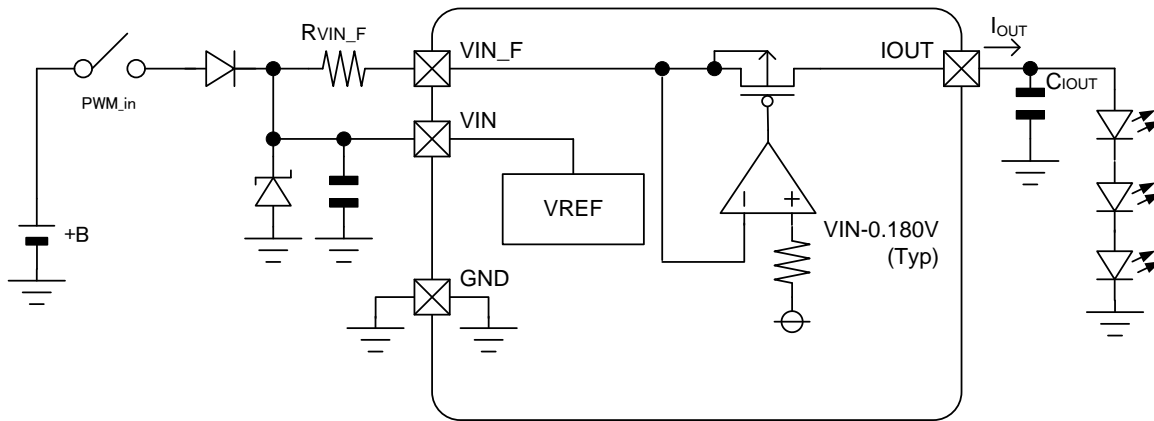 RVIN_F
VIN_F
IOUT
IOUT
CIOUT
PWM_in
VIN
VREF
+B
VIN-0.180V
(Typ)
GND